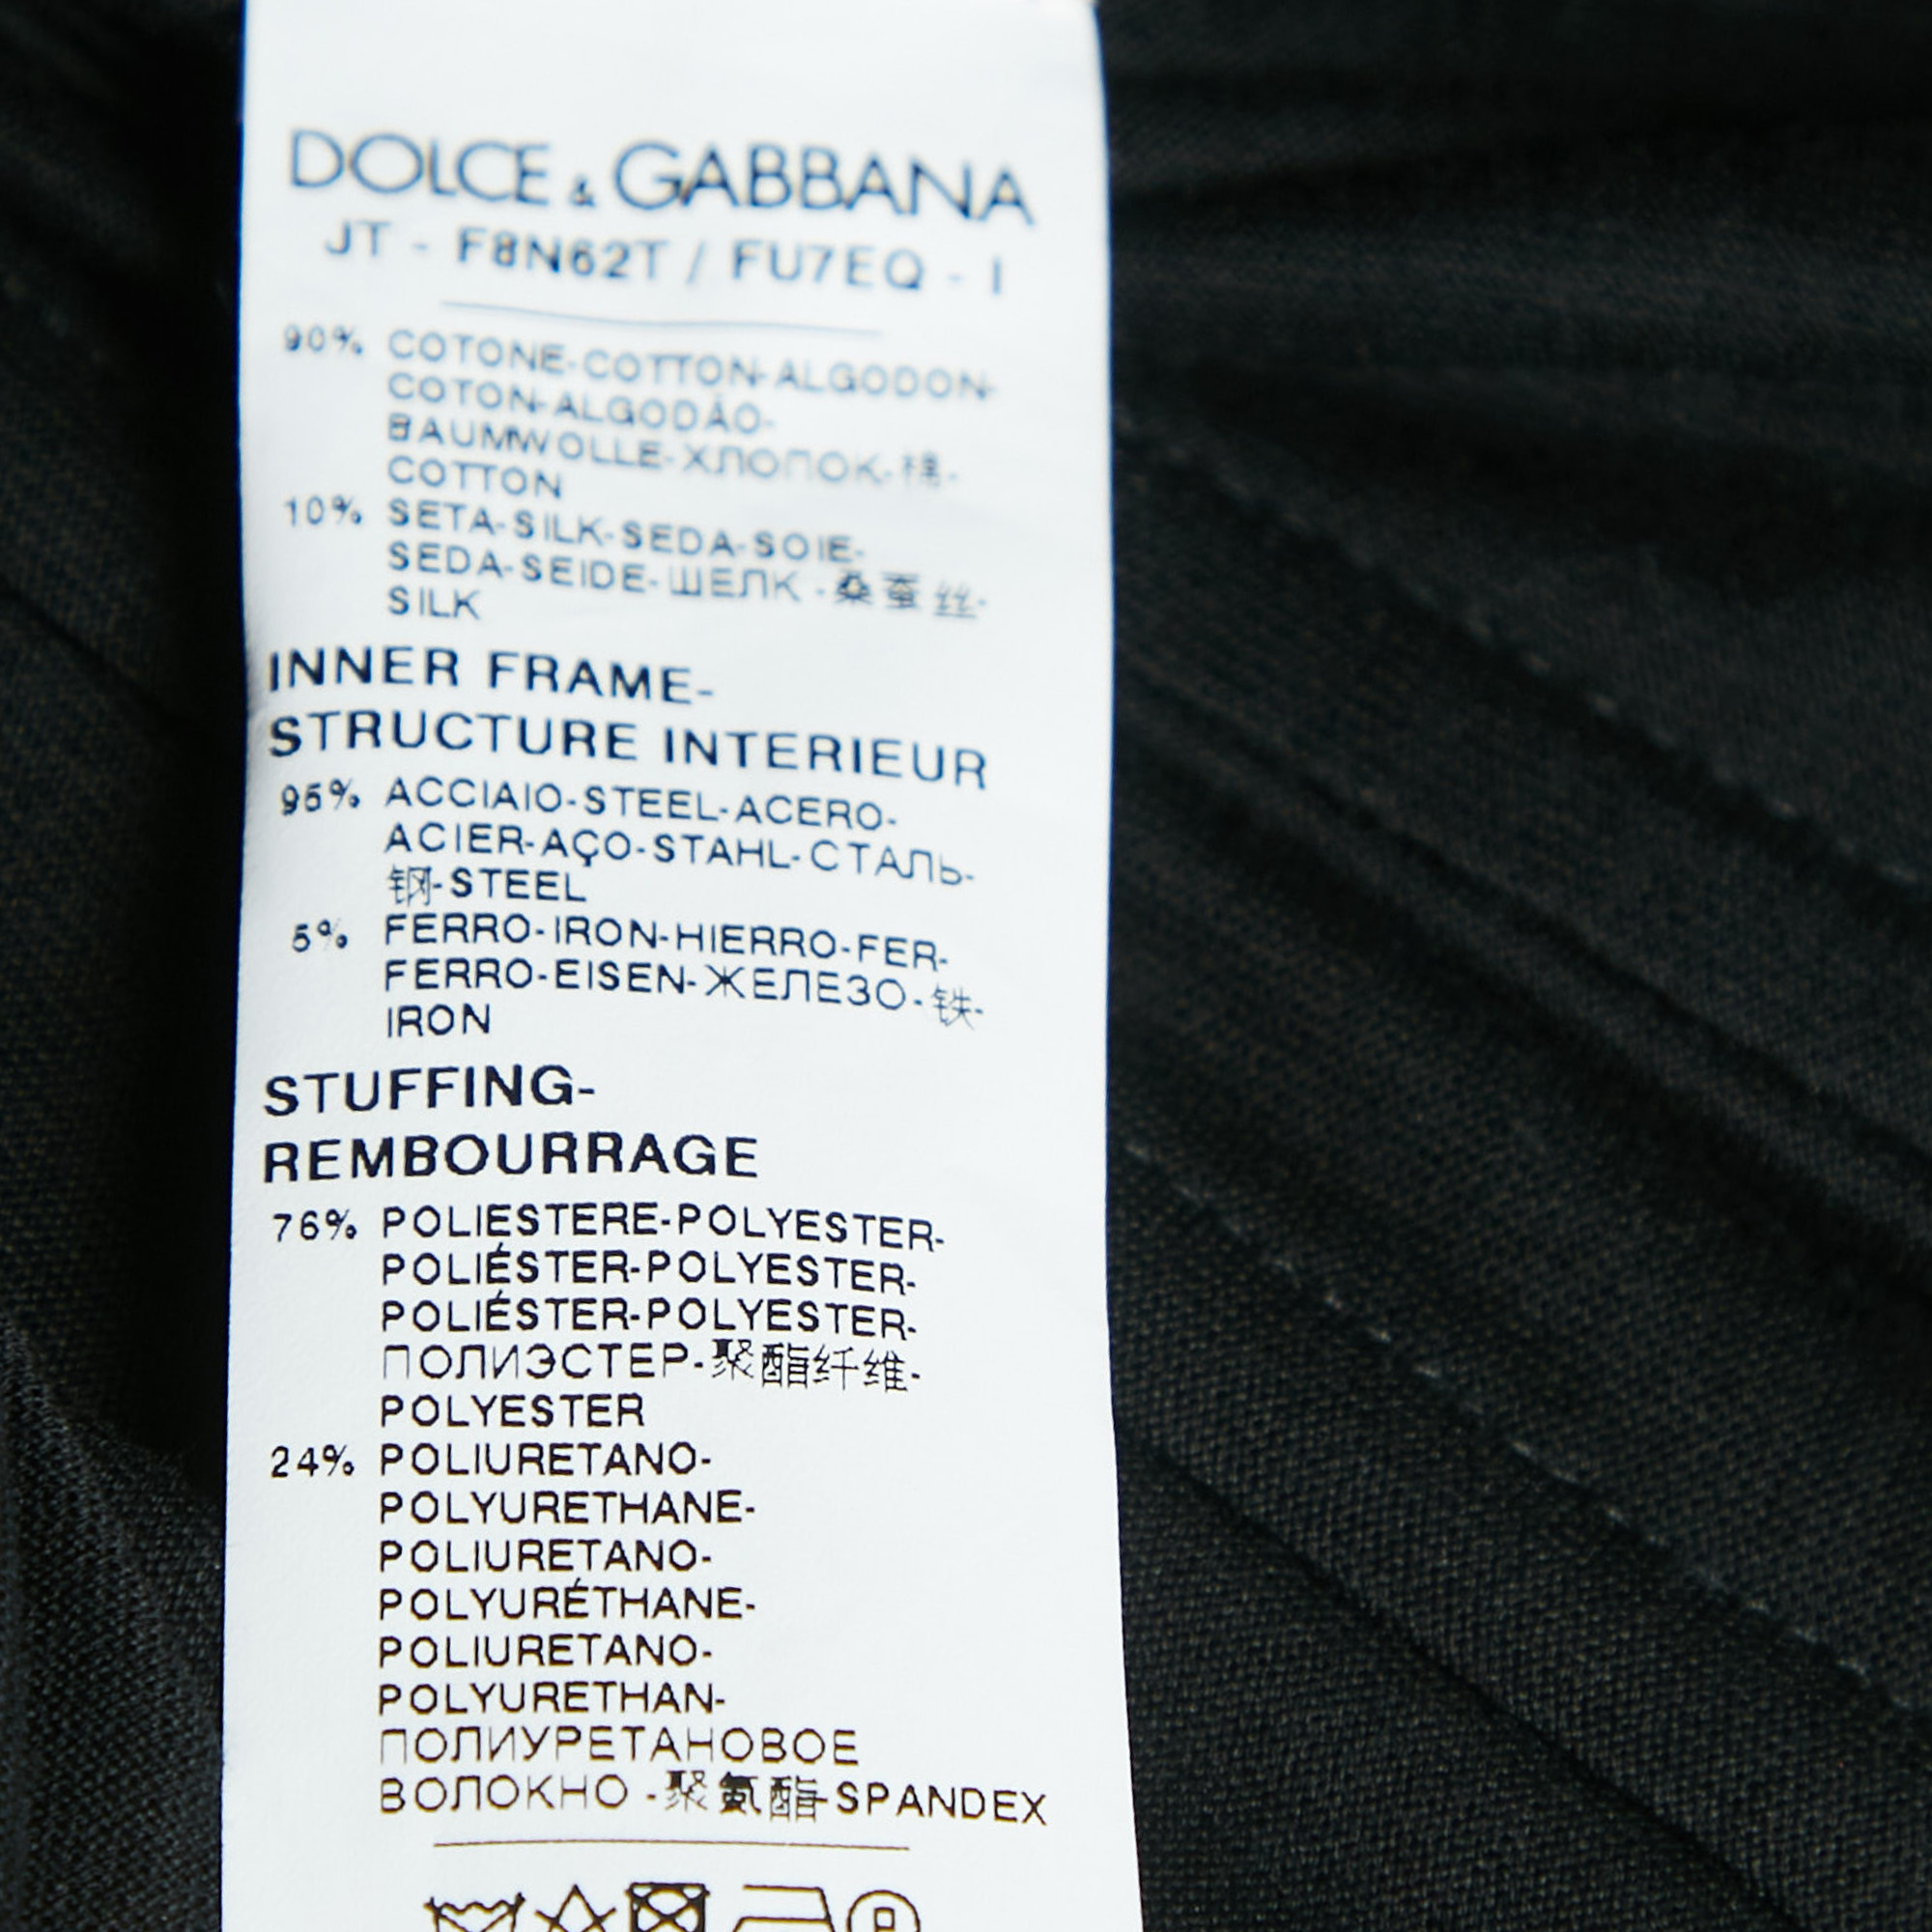 DOLCE & GABBANA
JT - F8N62T / FU7EQ - I
90% COTONE-COTTON-ALGODON-
COTON-ALGODÃO-
BAUMWOLLE-ХЛОПОК-棉-
COTTON
10% SETA-SILK-SEDA-SOIE-
SEDA-SEIDE-ШЕЛК-桑蚕丝-
SILK
INNER FRAME-
STRUCTURE INTERIEUR
95% ACCIAIO-STEEL-ACERO-
ACIER-AÇO-STAHL-СТАЛЬ-
钢-STEEL
5% FERRO-IRON-HIERRO-FER-
FERRO-EISEN-ЖЕЛЕЗО-铁-
IRON
STUFFING-
REMBOURRAGE
76% POLIESTERE-POLYESTER-
POLIÉSTER-POLYESTER-
POLIÉSTER-POLYESTER-
ПОЛИЭСТЕР-聚酯纤维-
POLYESTER
24% POLIURETANO-
POLYURETHANE-
POLIURETANO-
POLYURÉTHANE-
POLIURETANO-
POLYURETHAN-
ПОЛИУРЕТАНОВОЕ
ВОЛОКНО-聚氨酯-SPANDEX